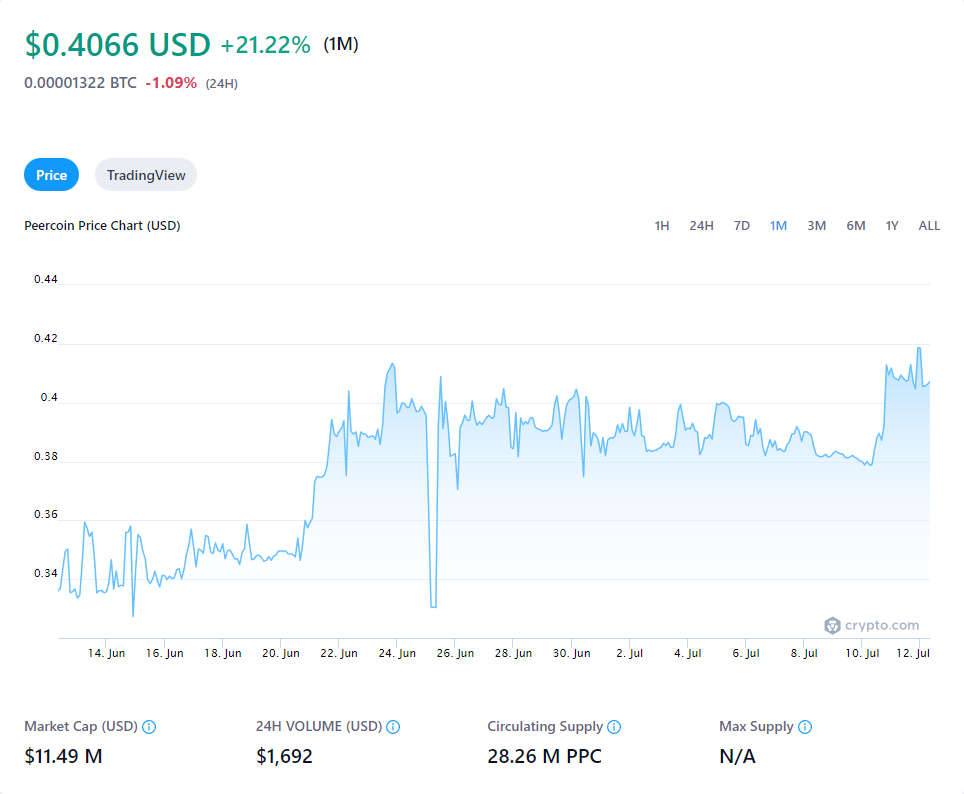 $0.4066 USD +21.22% (1M)
0.00001322 BTC -1.09% (24H)
Price TradingView
Peercoin Price Chart (USD) 1H 24H 7D 1M 3M 6M 1Y ALL
0.44
0.42
0.4
0.38
0.36
0.34
crypto.com
14. Jun 16. Jun 18. Jun 20. Jun 22. Jun 24. Jun 26. Jun 28. Jun 30. Jun 2. Jul 4. Jul 6. Jul 8. Jul 10. Jul 12. Jul
Market Cap (USD) 24H VOLUME (USD) Circulating Supply Max Supply
$11.49 M $1,692 28.26 M PPC N/A